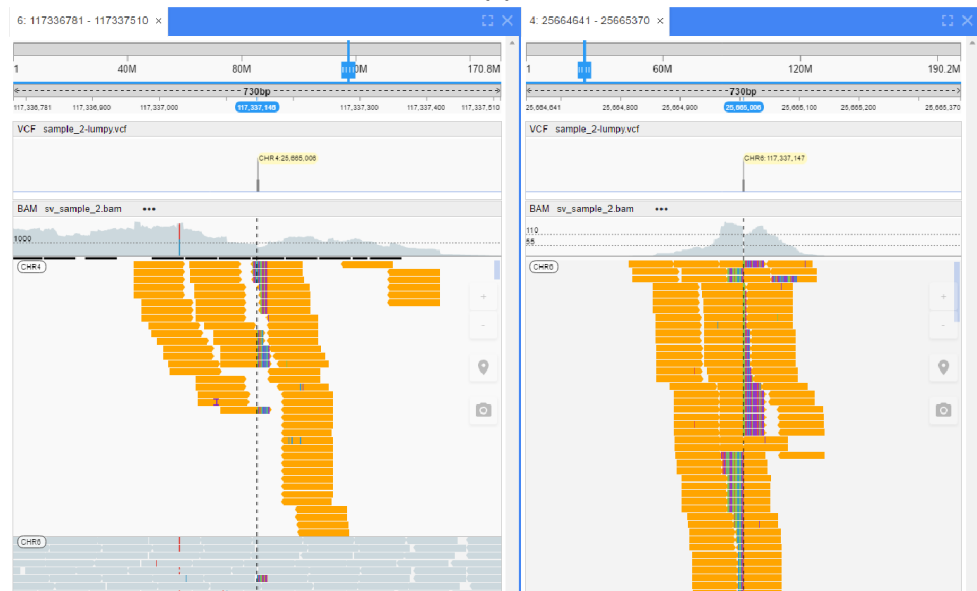 6: 117336781 - 117337510 ×
1 40M 80M 170.8M
730bp
117,336,781 117,336,900 117,337,000 117,337,146 117,337,300 117,337,400 117,337,510
VCF sample_2-lumpy.vcf
CHR4:25,665,006
BAM sv_sample_2.bam •••
1000
CHR4
+
-
CHR6
4: 25664641 - 25665370 ×
1 60M 120M 190.2M
730bp
25,664,641 25,664,800 25,664,900 25,665,006 25,665,100 25,665,200 25,665,370
VCF sample_2-lumpy.vcf
CHR6:117,337,147
BAM sv_sample_2.bam •••
110
55
CHR6
+
-